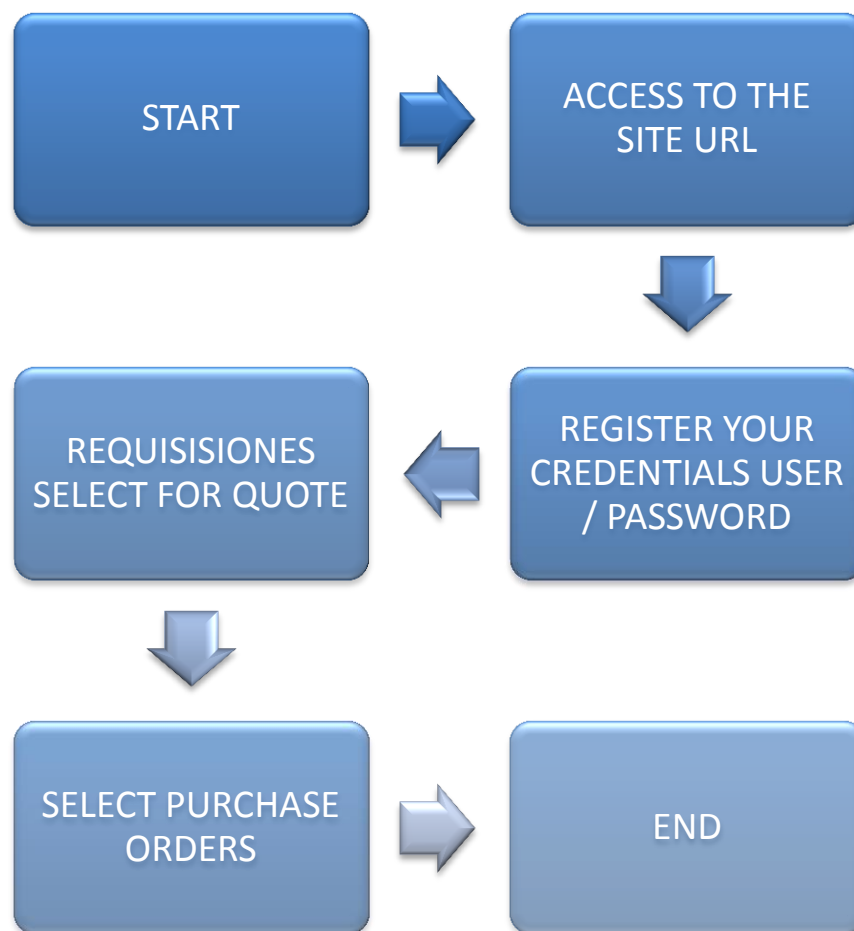 START
ACCESS TO THE
SITE URL
REGISTER YOUR
CREDENTIALS USER
/ PASSWORD
REQUISISIONES
SELECT FOR QUOTE
SELECT PURCHASE
ORDERS
END